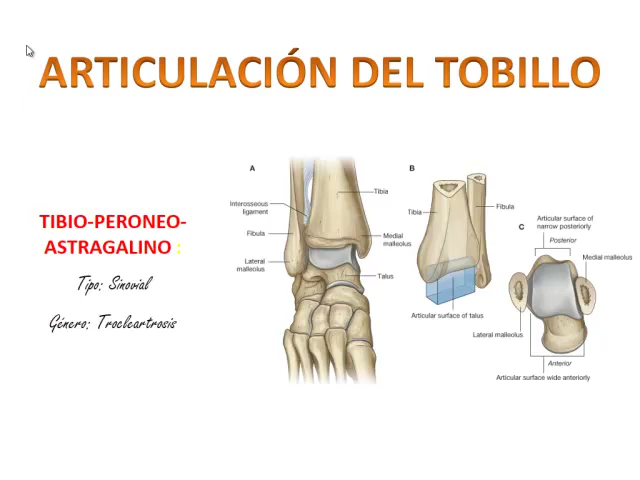 ARTICULACIÓN DEL TOBILLO
TIBIO-PERONEO-
ASTRAGALINO :
Tipo: Sinovial
Género: Trocleartrosis
A
Tibia
Interosseous
ligament
Fibula
Medial
malleolus
Lateral
malleolus
Talus
B
Tibia
Fibula
Articular surface of talus
C
Articular surface of
narrow posteriorly
Posterior
Medial malleolus
Lateral malleolus
Anterior
Articular surface wide anteriorly